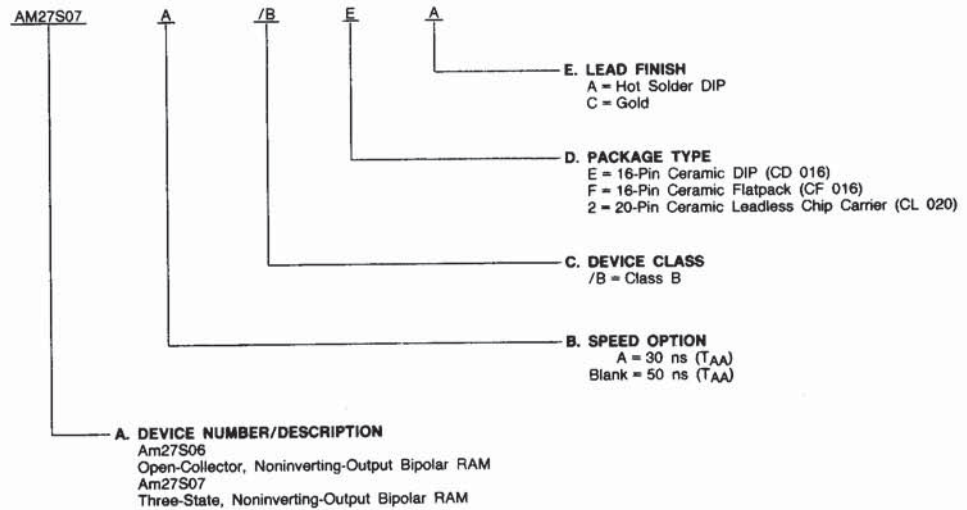 AM27S07 A /B E A
E. LEAD FINISH
A = Hot Solder DIP
C = Gold
D. PACKAGE TYPE
E = 16-Pin Ceramic DIP (CD 016)
F = 16-Pin Ceramic Flatpack (CF 016)
2 = 20-Pin Ceramic Leadless Chip Carrier (CL 020)
C. DEVICE CLASS
/B = Class B
B. SPEED OPTION
A = 30 ns (TAA)
Blank = 50 ns (TAA)
A. DEVICE NUMBER/DESCRIPTION
Am27S06
Open-Collector, Noninverting-Output Bipolar RAM
Am27S07
Three-State, Noninverting-Output Bipolar RAM